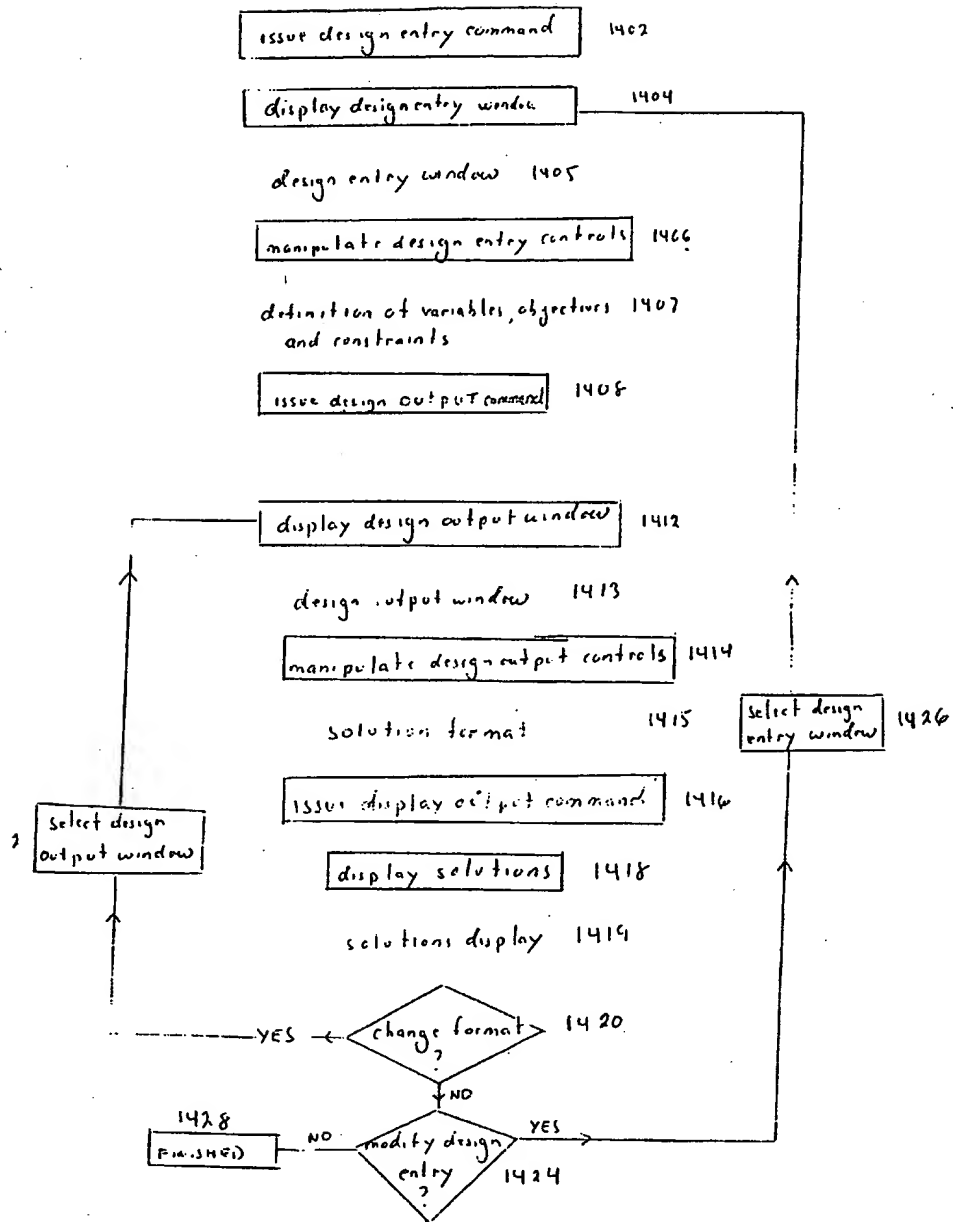 issue design entry command 1402
display design entry window 1404
design entry window 1405
manipulate design entry controls 1406
definition of variables, objectives 1407
and constraints
issue design output command 1408
display design output window 1412
design output window 1413
manipulate design output controls 1414
solution format 1415
select design
entry window 1426
issue display output command 1416
2 select design
output window
display solutions 1418
solutions display 1419
change format
? 1420
YES
NO
modify design
entry
? 1424
YES
NO
1428
FINISHED